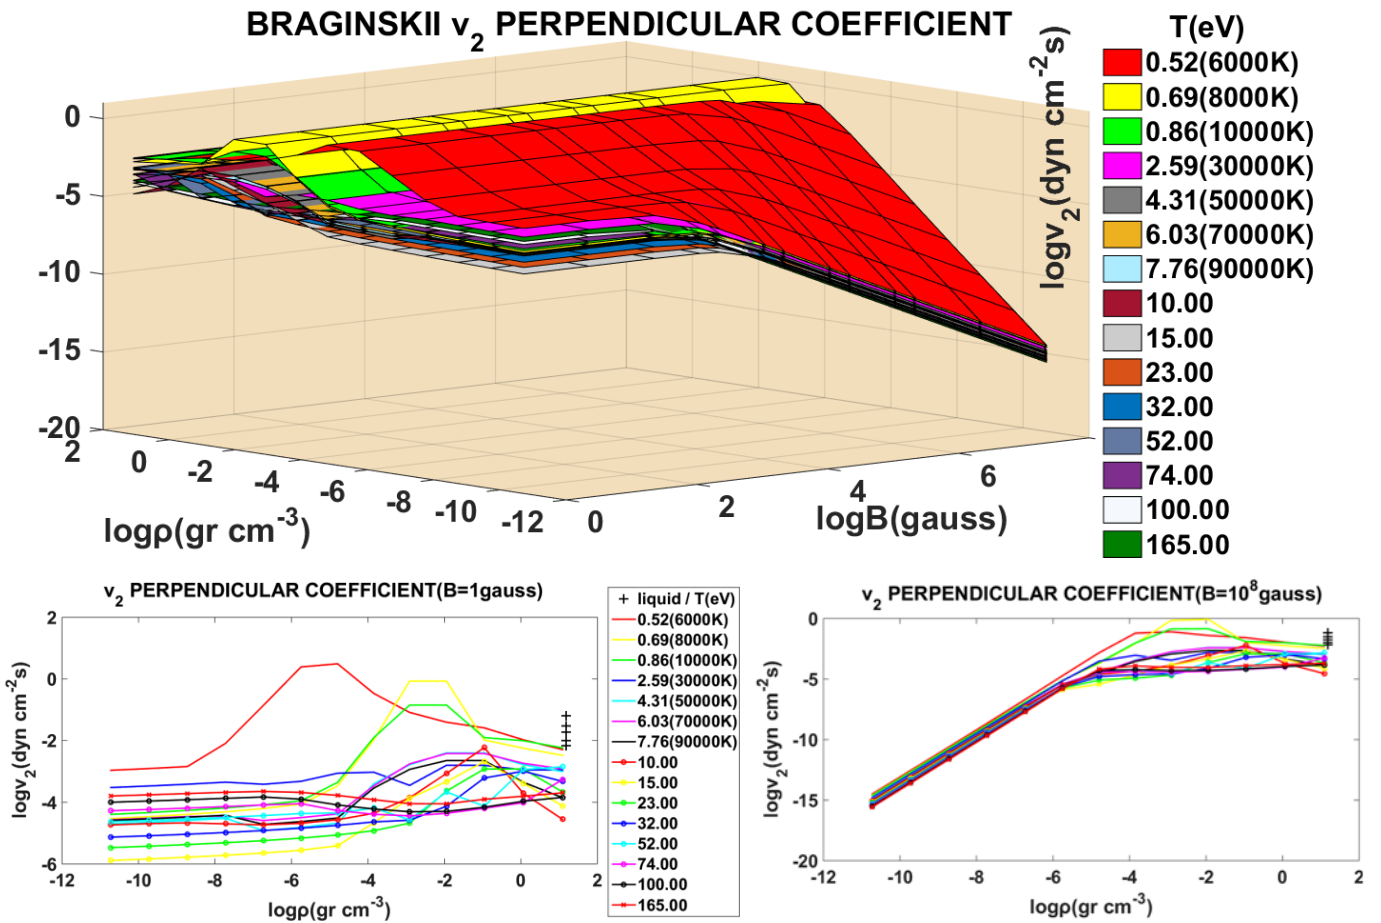 BRAGINSKII v2 PERPENDICULAR COEFFICIENT
T(eV)
0.52(6000K)
0.69(8000K)
0.86(10000K)
2.59(30000K)
4.31(50000K)
6.03(70000K)
7.76(90000K)
10.00
15.00
23.00
32.00
52.00
74.00
100.00
165.00
logv2(dyn cm-2s)
0
-5
-10
-15
-20
2
0
-2
-4
-6
-8
-10
-12
logρ(gr cm-3)
0
2
4
6
logB(gauss)
v2 PERPENDICULAR COEFFICIENT(B=1gauss)
logv2(dyn cm-2s)
2
0
-2
-4
-6
-12
-10
-8
-6
-4
-2
0
2
logρ(gr cm-3)
+ liquid / T(eV)
0.52(6000K)
0.69(8000K)
0.86(10000K)
2.59(30000K)
4.31(50000K)
6.03(70000K)
7.76(90000K)
10.00
15.00
23.00
32.00
52.00
74.00
100.00
165.00
v2 PERPENDICULAR COEFFICIENT(B=108gauss)
logv2(dyn cm-2s)
0
-5
-10
-15
-20
-12
-10
-8
-6
-4
-2
0
2
logρ(gr cm-3)